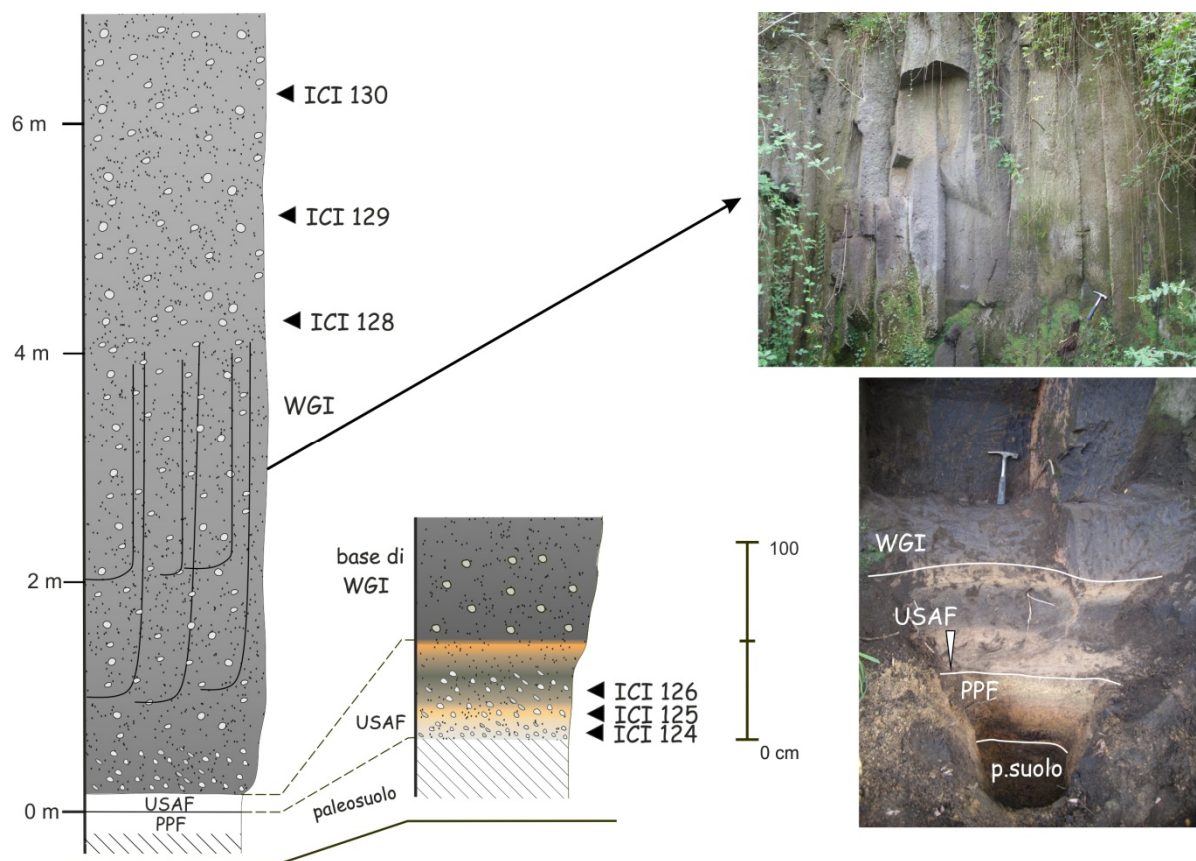 6 m
4 m
2 m
0 m
ICI 130
ICI 129
ICI 128
WGI
USAF
PPF
base di
WGI
USAF
paleosuolo
ICI 126
ICI 125
ICI 124
100
0 cm
WGI
USAF
PPF
p.suolo